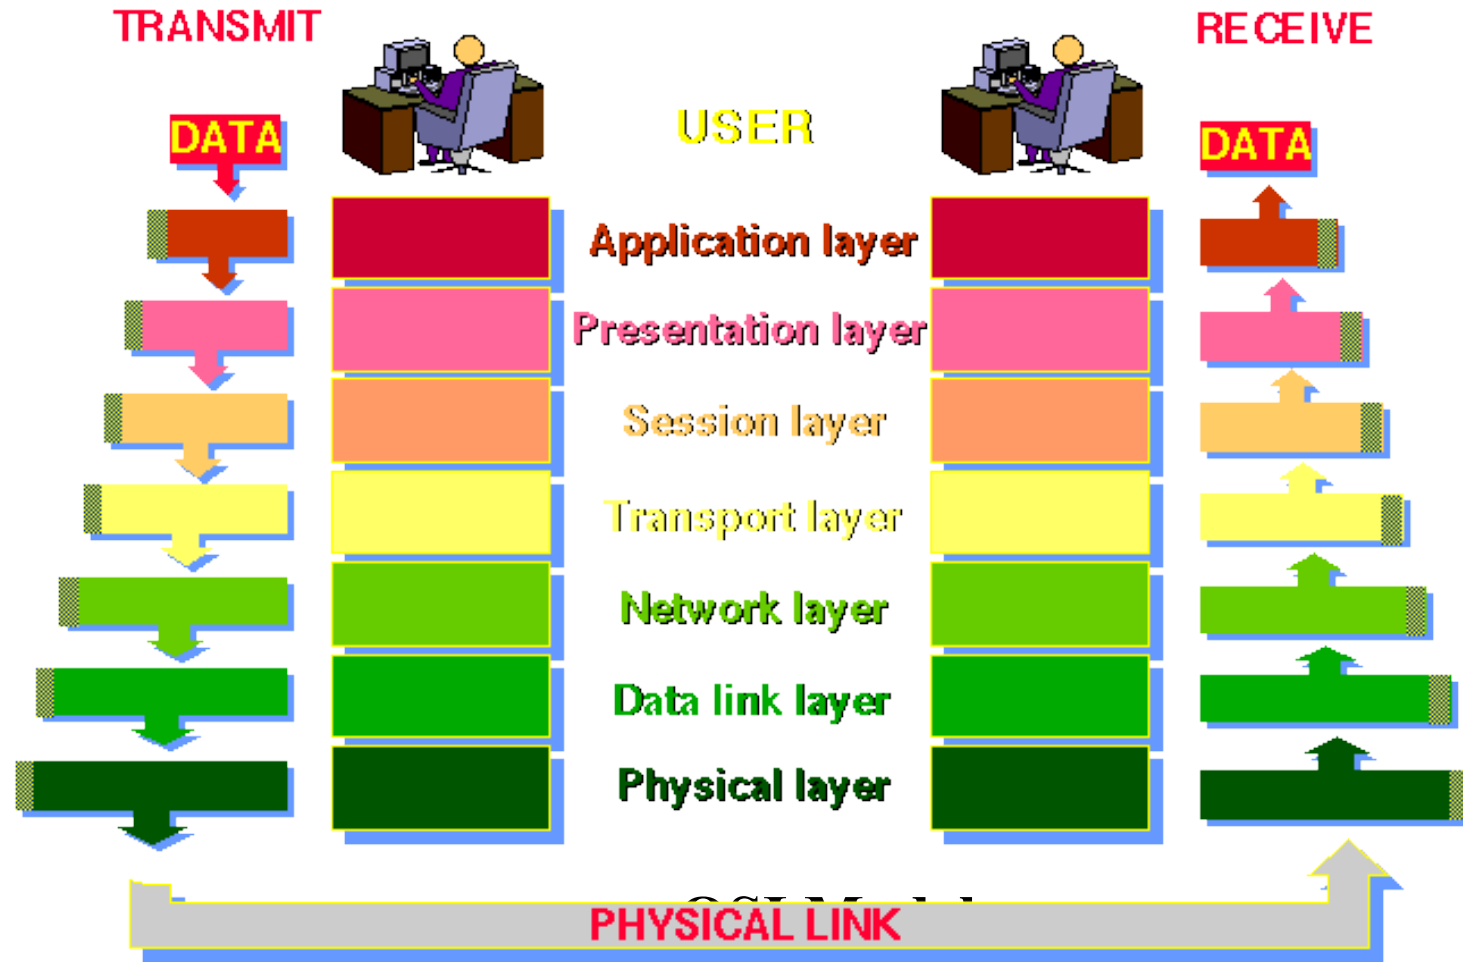 TRANSMIT
RECEIVE
USER
DATA
DATA
Application layer
Presentation layer
Session layer
Transport layer
Network layer
Data link layer
Physical layer
PHYSICAL LINK